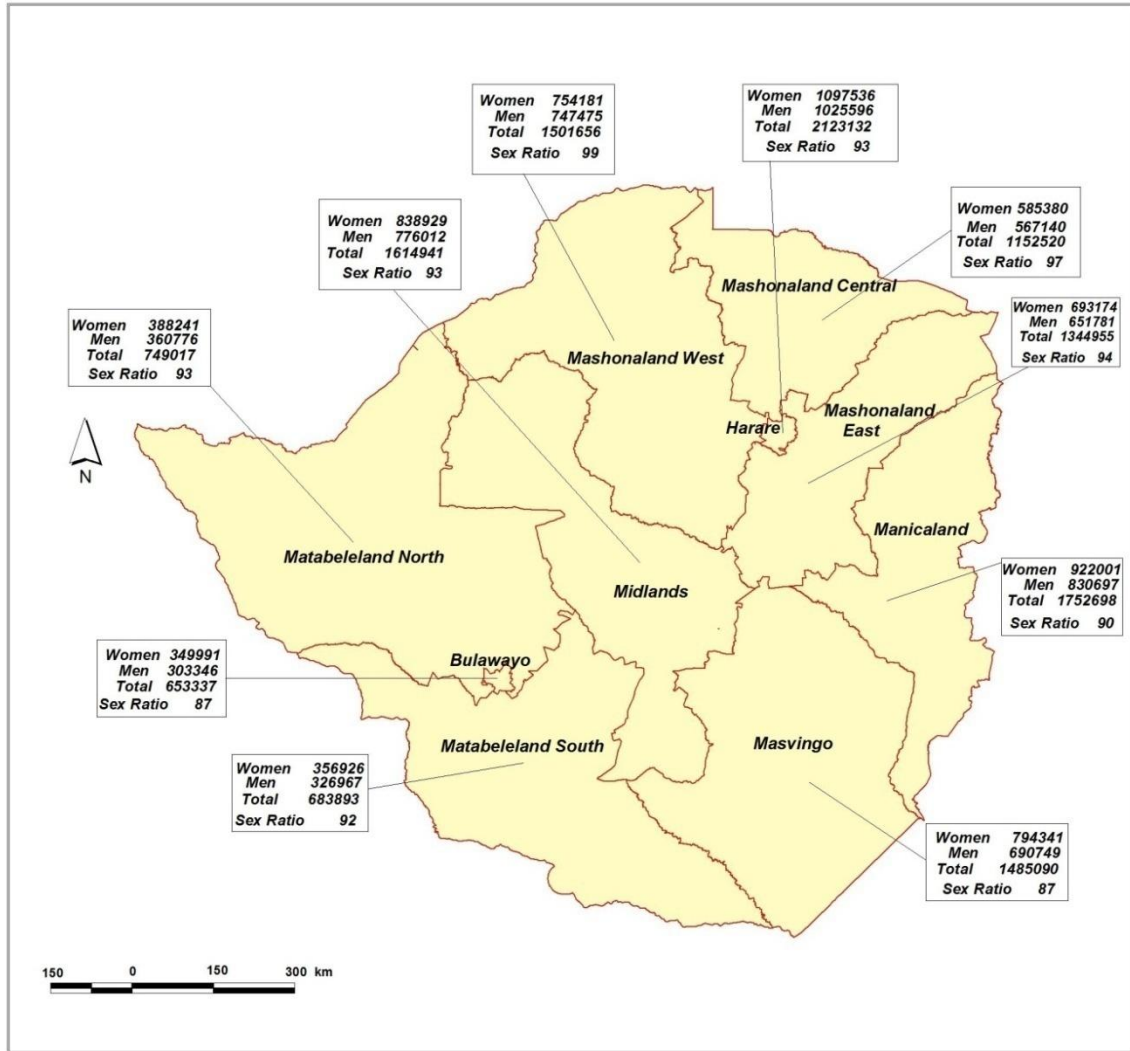 Women 754181
Men 747475
Total 1501656
Sex Ratio 99
Women 1097536
Men 1025596
Total 2123132
Sex Ratio 93
Women 838929
Men 776012
Total 1614941
Sex Ratio 93
Women 585380
Men 567140
Total 1152520
Sex Ratio 97
Women 388241
Men 360776
Total 749017
Sex Ratio 93
Women 693174
Men 651781
Total 1344955
Sex Ratio 94
Mashonaland Central
Mashonaland West
Harare
Mashonaland
East
N
Manicaland
Matabeleland North
Midlands
Women 922001
Men 830697
Total 1752698
Sex Ratio 90
Women 349991
Men 303346
Total 653337
Sex Ratio 87
Bulawayo
Matabeleland South
Masvingo
Women 356926
Men 326967
Total 683893
Sex Ratio 92
Women 794341
Men 690749
Total 1485090
Sex Ratio 87
150 0 150 300 km